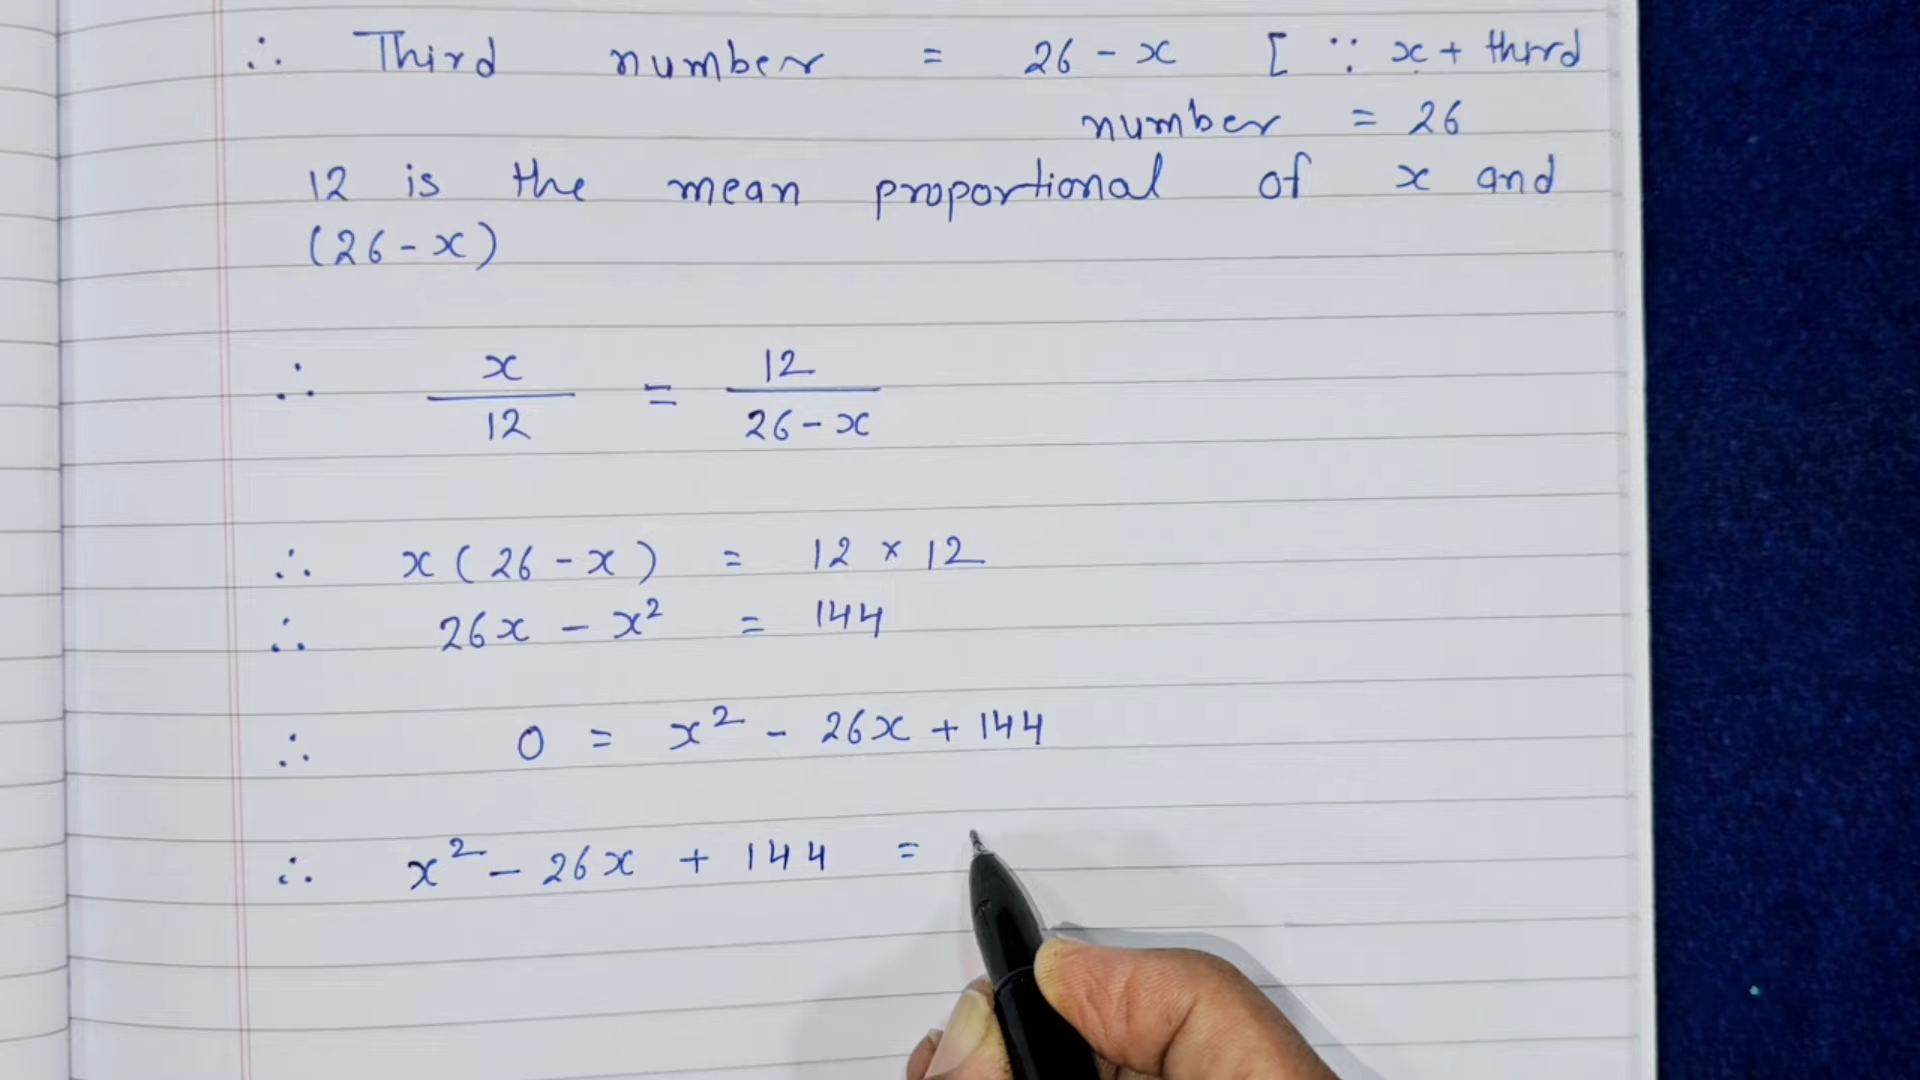 ∴ Third number = 26 - x [ ∵ x + third
number = 26
12 is the mean proportional of x and
(26 - x)
∴ x/12 = 12/26 - x
∴ x ( 26 - x ) = 12 × 12
∴ 26x - x² = 144
∴ 0 = x² - 26x + 144
∴ x² - 26x + 144 =